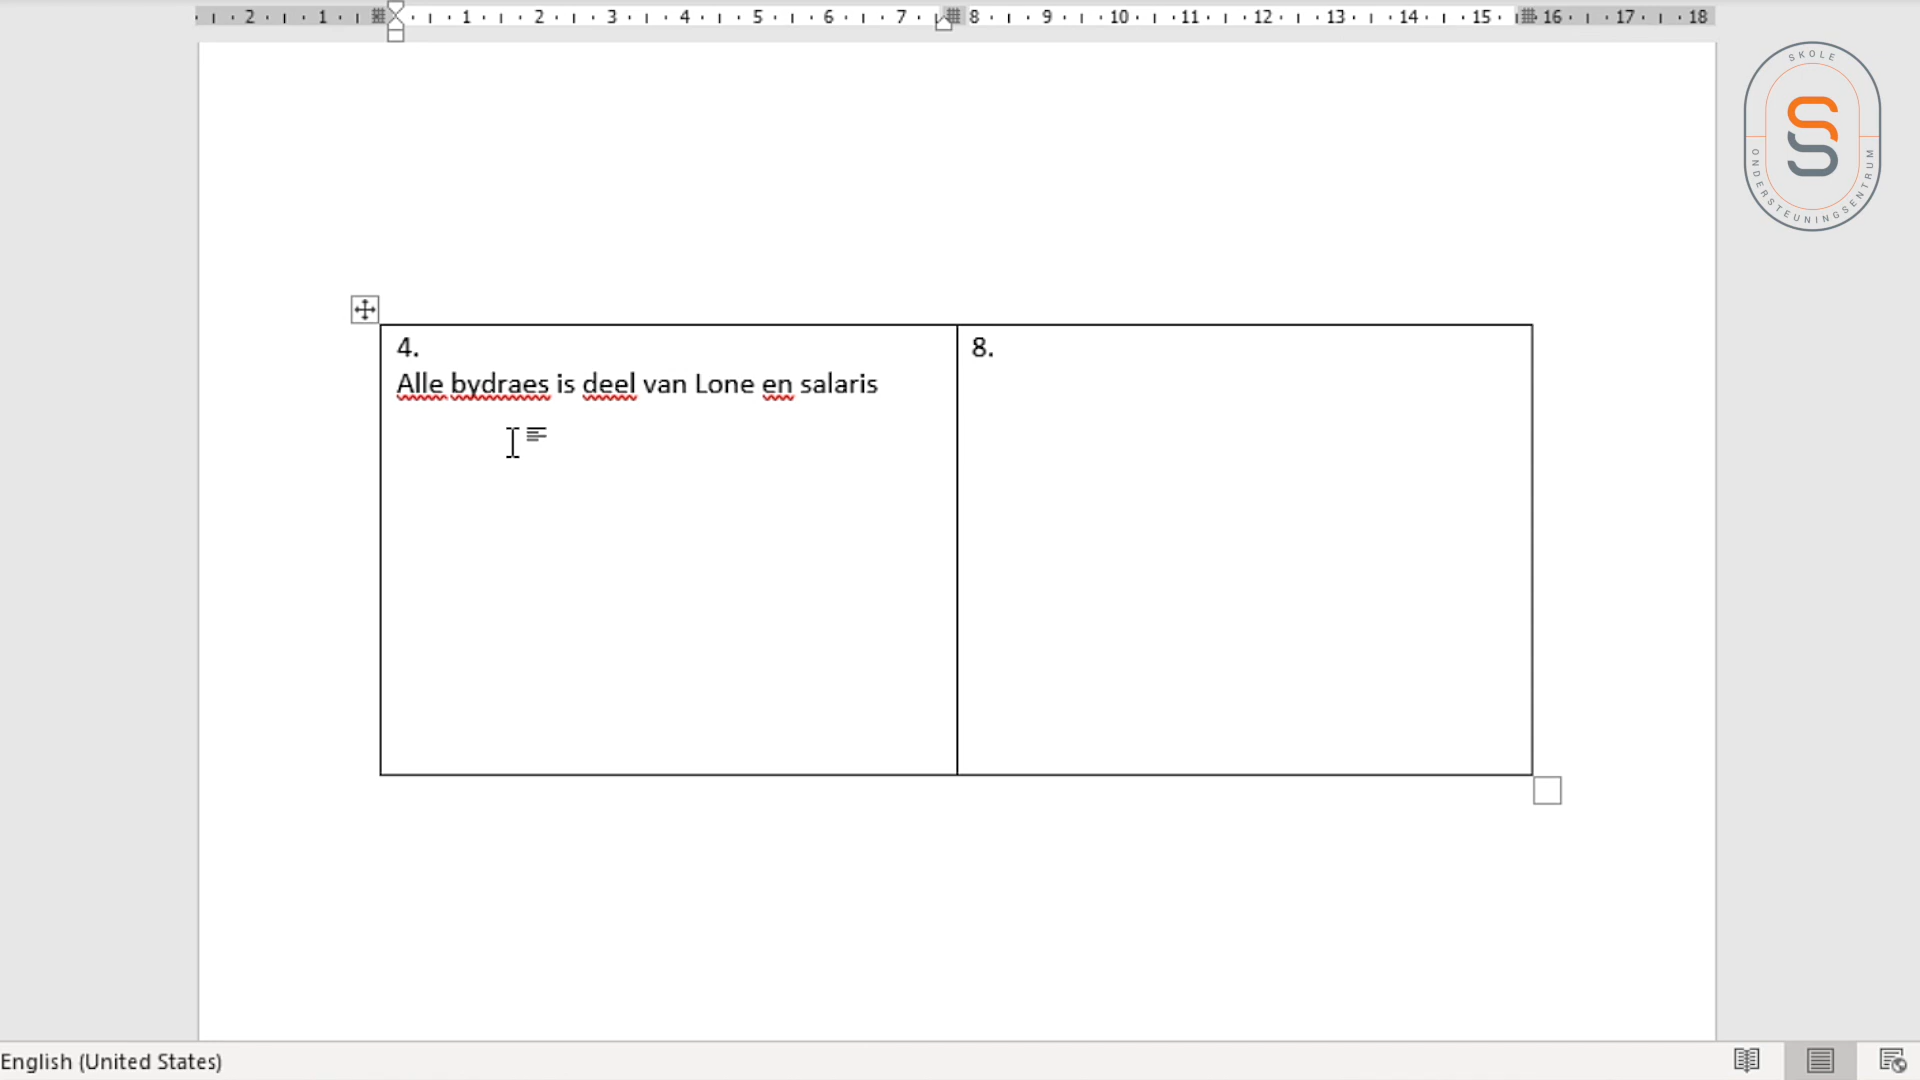 2 1 1 2 3 4 5 6 7 8 9 10 11 12 13 14 15 16 17 18
SKOLE
ONDERSTEUNINGSENTRUM
4.
Alle bydraes is deel van Lone en salaris
8.
English (United States)